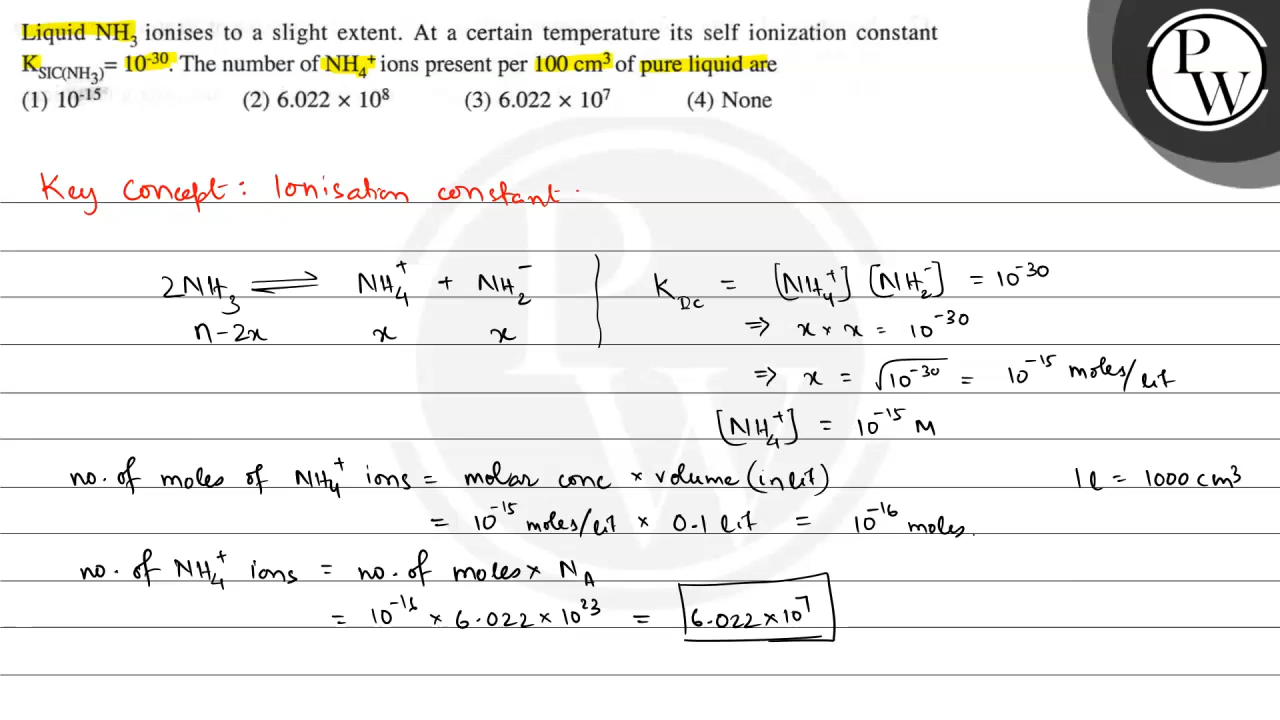 Liquid NH₃ ionises to a slight extent. At a certain temperature its self ionization constant
K_SIC(NH₃) = 10⁻³⁰. The number of NH₄⁺ ions present per 100 cm³ of pure liquid are
(1) 10⁻¹⁵ (2) 6.022 × 10⁸ (3) 6.022 × 10⁷ (4) None
P
W
Key concept: Ionisation constant.
2NH₃ ⇌ NH₄⁺ + NH₂⁻
n-2x x x
K_DC = [NH₄⁺] [NH₂⁻] = 10⁻³⁰
⇒ x × x = 10⁻³⁰
⇒ x = √10⁻³⁰ = 10⁻¹⁵ moles/lit
[NH₄⁺] = 10⁻¹⁵ M
no. of moles of NH₄⁺ ions = molar conc × volume (in lit)
1 l = 1000 cm³
= 10⁻¹⁵ moles/lit × 0.1 lit = 10⁻¹⁶ moles.
no. of NH₄⁺ ions = no. of moles × N_A
= 10⁻¹⁶ × 6.022 × 10²³ = 6.022 × 10⁷